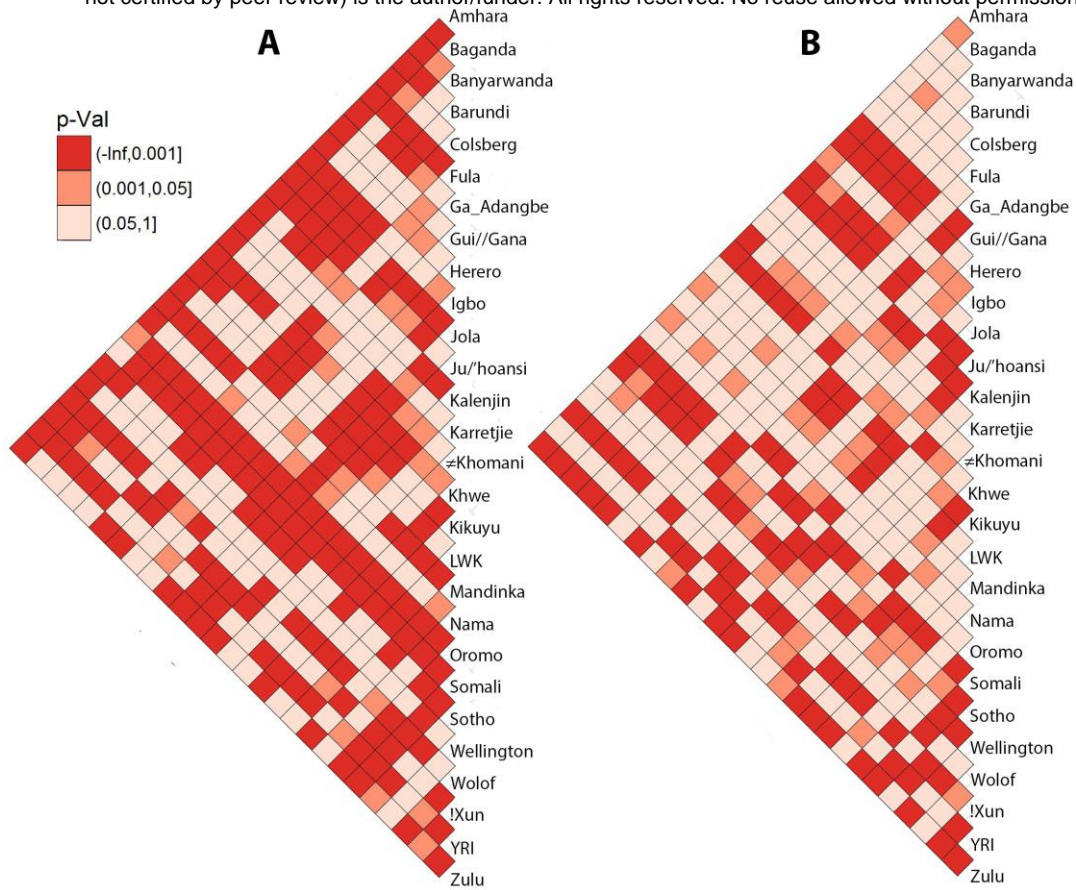 not certified by peer review) is the author/funder. All rights reserved. No reuse allowed without permission
A
B
p-Val
(-Inf,0.001]
(0.001,0.05]
(0.05,1]
Amhara
Baganda
Banyarwanda
Barundi
Colsberg
Fula
Ga_Adangbe
Gui//Gana
Herero
Igbo
Jola
Ju/'hoansi
Kalenjin
Karretjie
≠Khomani
Khwe
Kikuyu
LWK
Mandinka
Nama
Oromo
Somali
Sotho
Wellington
Wolof
!Xun
YRI
Zulu
Amhara
Baganda
Banyarwanda
Barundi
Colsberg
Fula
Ga_Adangbe
Gui//Gana
Herero
Igbo
Jola
Ju/'hoansi
Kalenjin
Karretjie
≠Khomani
Khwe
Kikuyu
LWK
Mandinka
Nama
Oromo
Somali
Sotho
Wellington
Wolof
!Xun
YRI
Zulu